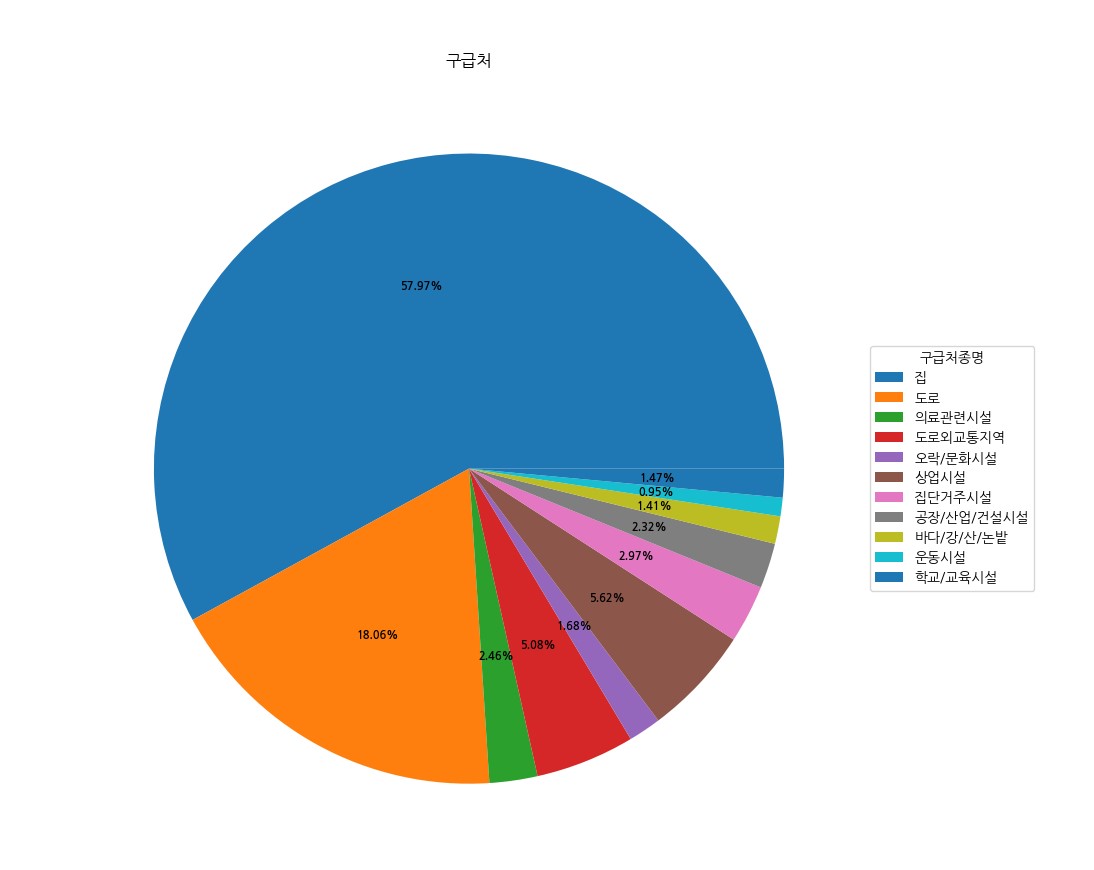 구급처
57.97%
18.06%
2.46%
5.08%
1.68%
5.62%
2.97%
2.32%
1.41%
0.95%
1.47%
구급처종명
집
도로
의료관련시설
도로외교통지역
오락/문화시설
상업시설
집단거주시설
공장/산업/건설시설
바다/강/산/논밭
운동시설
학교/교육시설